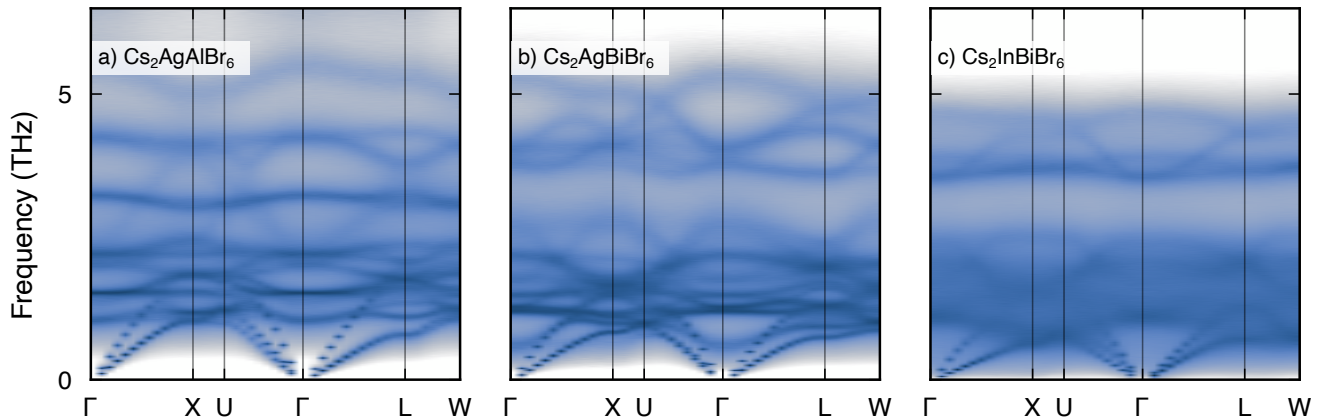 a) Cs₂AgAlBr₆
b) Cs₂AgBiBr₆
c) Cs₂InBiBr₆
Frequency (THz)
5
0
Γ X U Γ L W
Γ X U Γ L W
Γ X U Γ L W